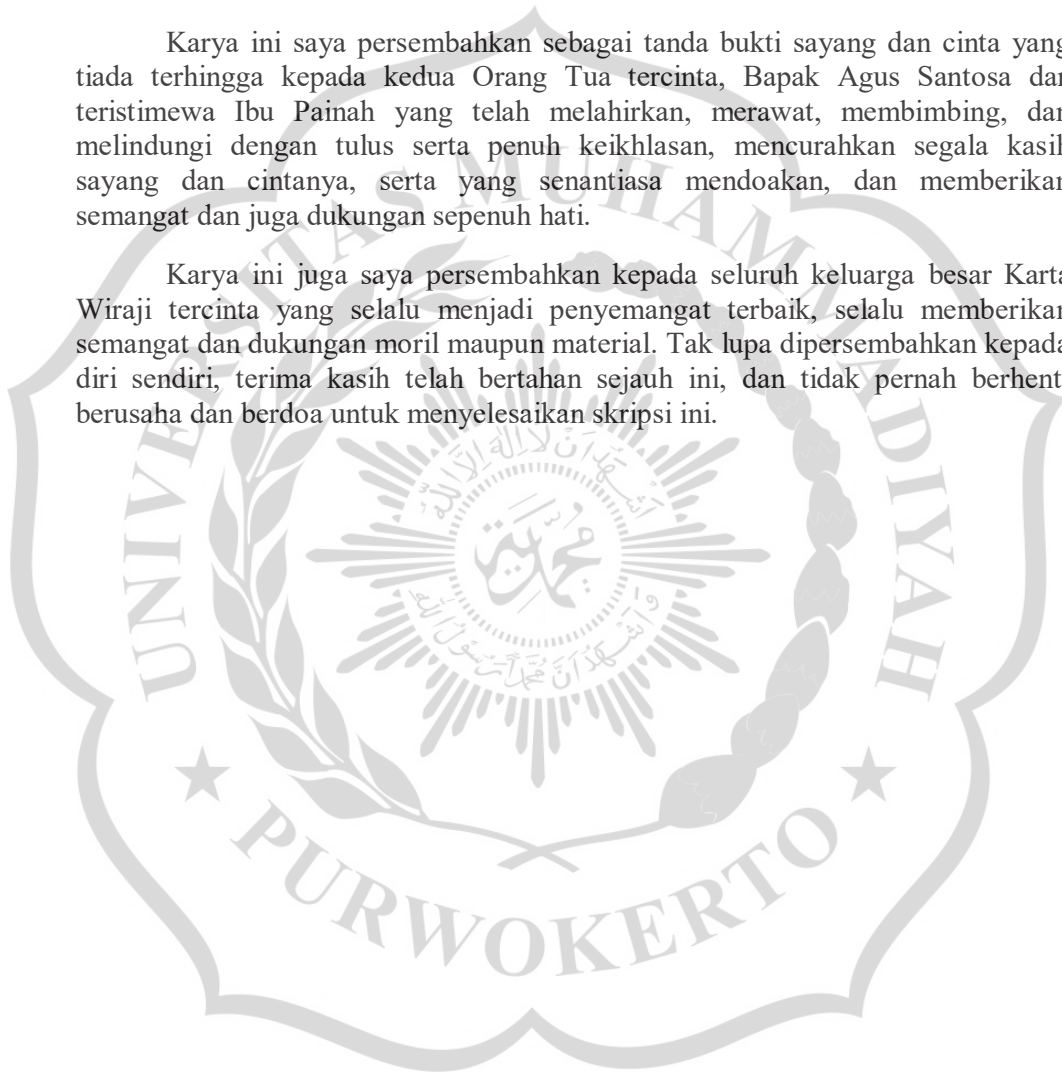 Karya ini saya persembahkan sebagai tanda bukti sayang dan cinta yang
tiada terhingga kepada kedua Orang Tua tercinta, Bapak Agus Santosa dan
teristimewa Ibu Painah yang telah melahirkan, merawat, membimbing, dan
melindungi dengan tulus serta penuh keikhlasan, mencurahkan segala kasih
sayang dan cintanya, serta yang senantiasa mendoakan, dan memberikan
semangat dan juga dukungan sepenuh hati.
Karya ini juga saya persembahkan kepada seluruh keluarga besar Karta
Wiraji tercinta yang selalu menjadi penyemangat terbaik, selalu memberikan
semangat dan dukungan moril maupun material. Tak lupa dipersembahkan kepada
diri sendiri, terima kasih telah bertahan sejauh ini, dan tidak pernah berhent
berusaha dan berdoa untuk menyelesaikan skripsi ini.
UNIVERSITAS MUHAMMADIYAH
أَشْهَدُ أَنْ لَا إِلٰهَ إِلَّا اللهُ
محمدية
وَأَشْهَدُ أَنَّ مُحَمَّدًا رَسُولُ اللهِ
PURWOKERTO